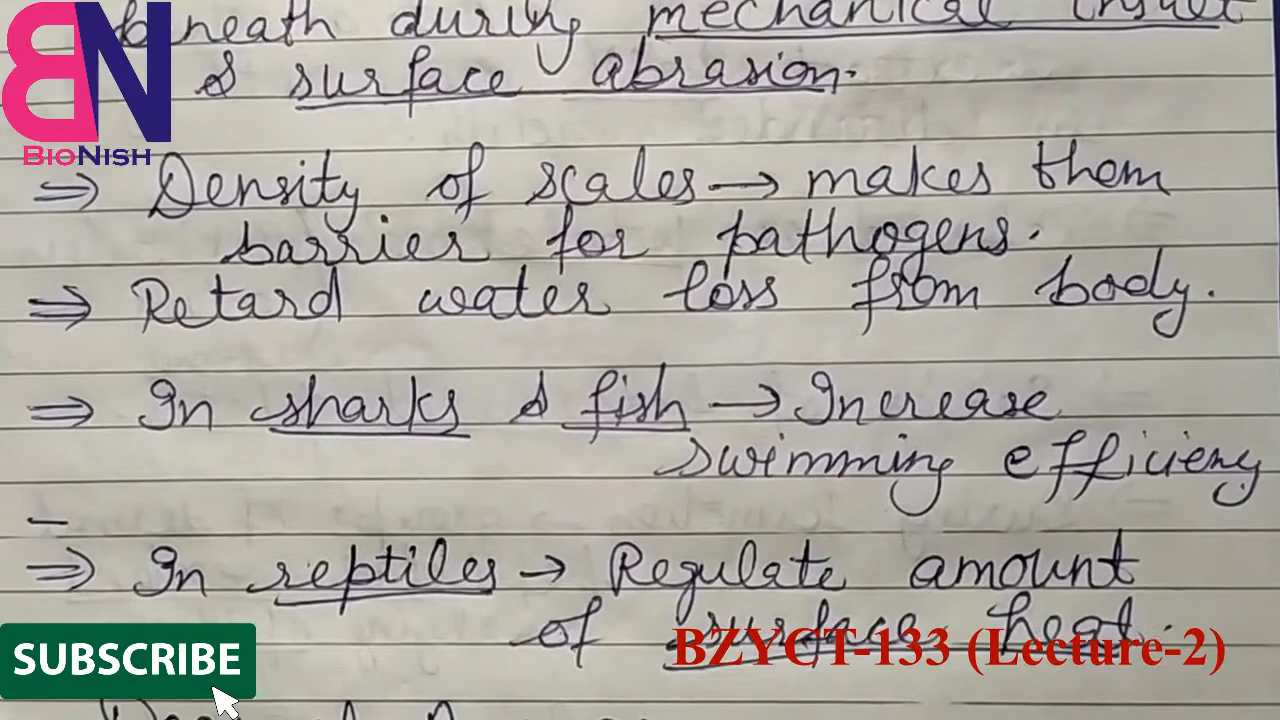 beneath during mechanical insult
& surface abrasion.
BN
BIONISH
⇒ Density of scales → makes them
barrier for pathogens.
⇒ Retard water loss from body.
⇒ In sharks & fish → Increase
swimming efficieny
⇒ In reptiles → Regulate amount
of surface heat.
SUBSCRIBE
BZYCT-133 (Lecture-2)